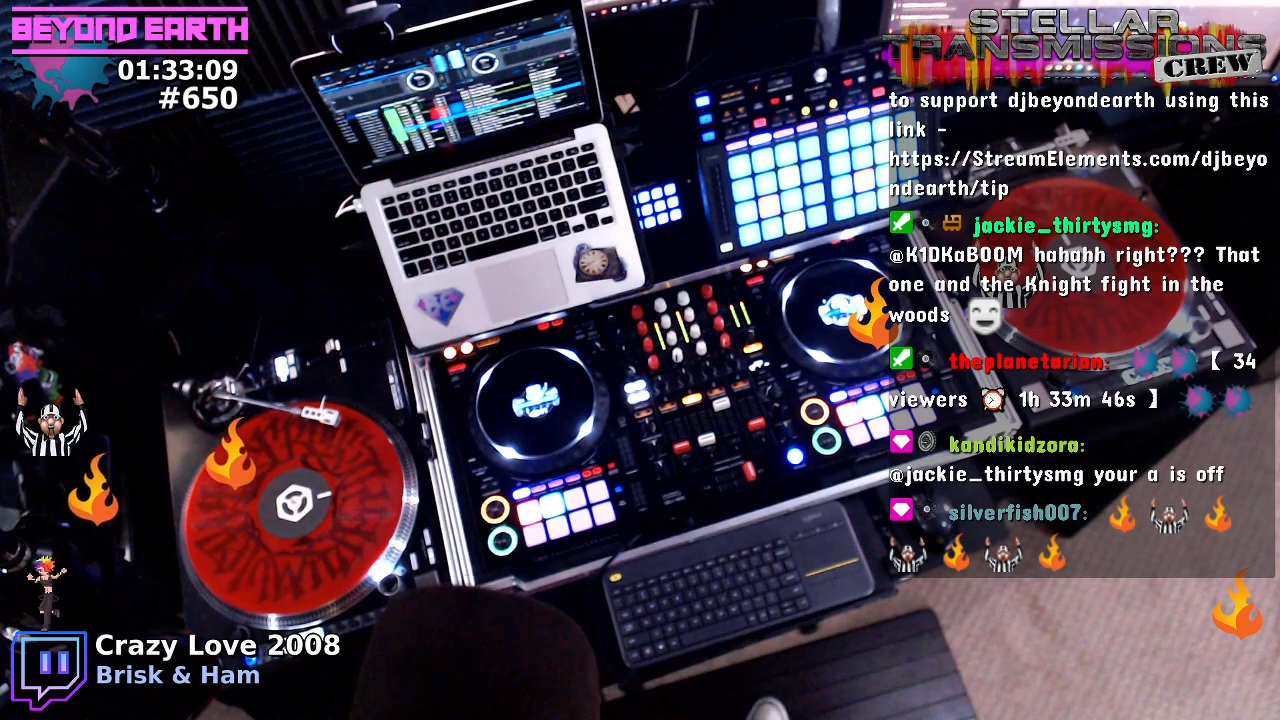 BEYOND EARTH
01:33:09
#650
STELLAR
TRANSMISSIONS
CREW
to support djbeyondearth using this
link -
https://StreamElements.com/djbeyo
ndearth/tip
jackie_thirtysmg:
@K1DKaBOOM hahahh right??? That
one and the Knight fight in the
woods
theplanetarian: 【 34
viewers 1h 33m 46s 】
kandikidzora:
@jackie_thirtysmg your a is off
silverfish007:
Crazy Love 2008
Brisk & Ham